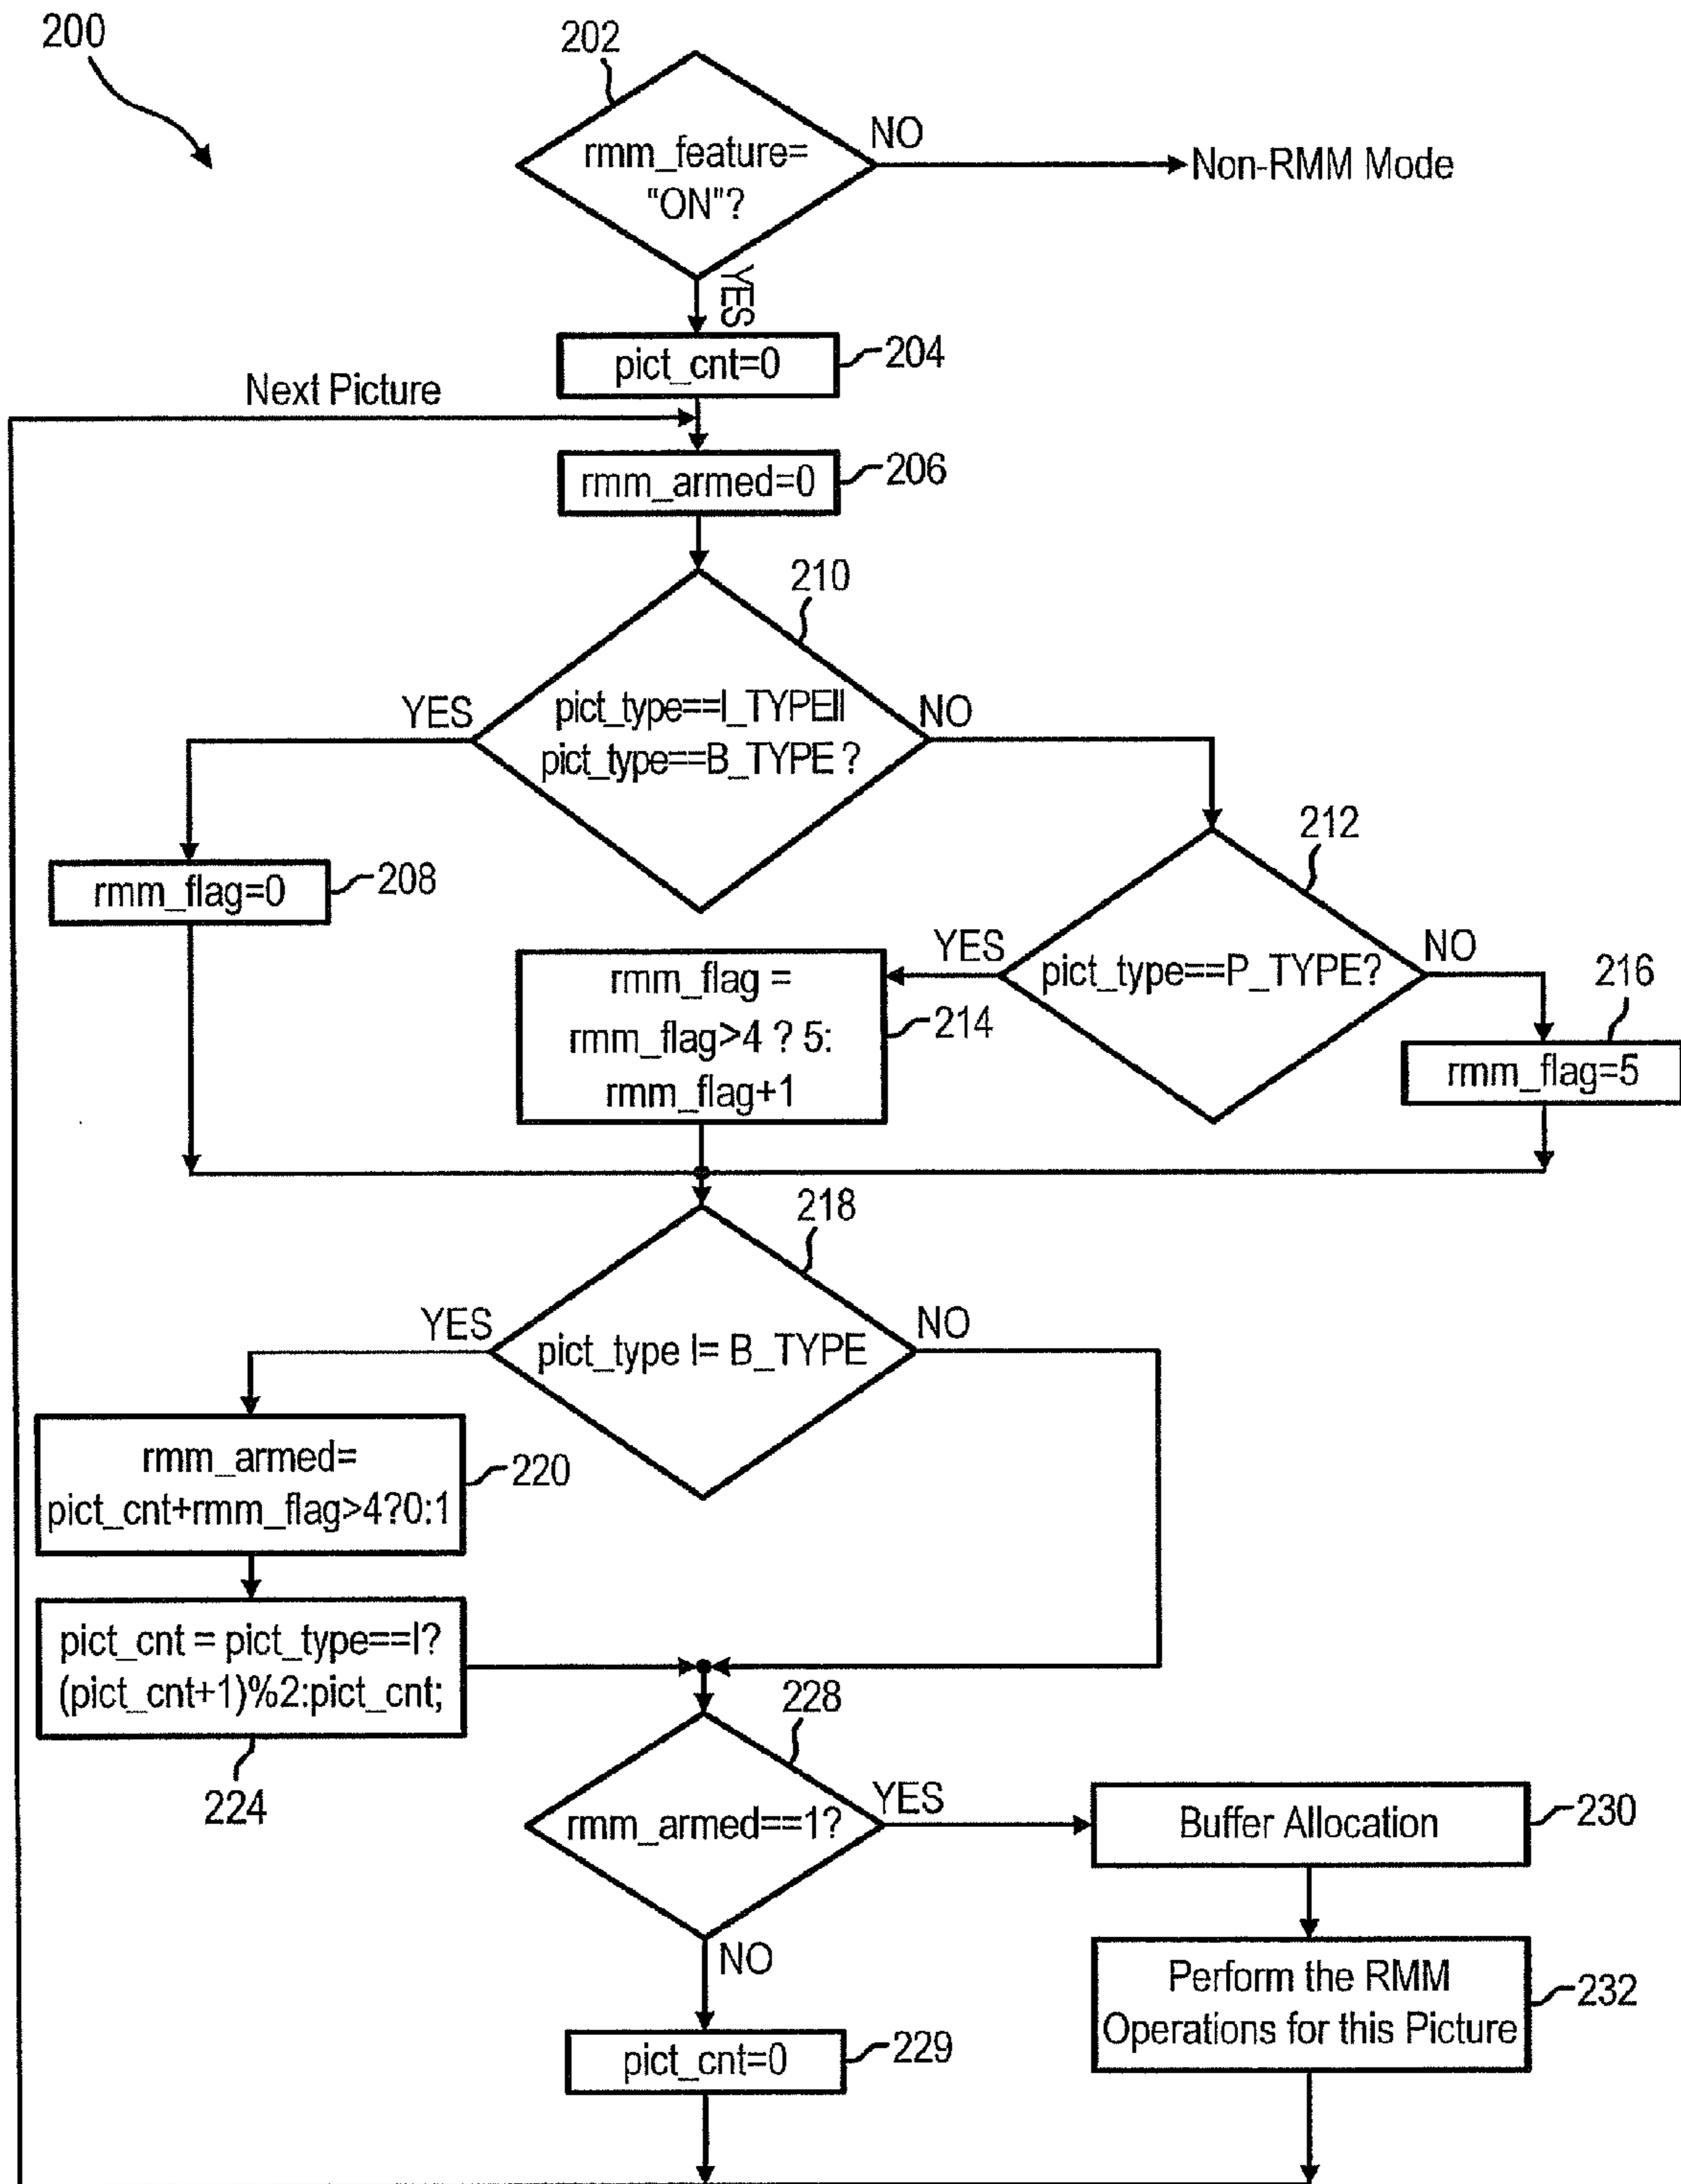 200
202
rmm_feature=
"ON"?
NO
Non-RMM Mode
YES
pict_cnt=0
204
Next Picture
rmm_armed=0
206
210
pict_type==I_TYPE||
pict_type==B_TYPE ?
YES
NO
rmm_flag=0
208
212
pict_type==P_TYPE?
YES
NO
rmm_flag =
rmm_flag>4 ? 5:
rmm_flag+1
214
216
rmm_flag=5
218
pict_type != B_TYPE
YES
NO
rmm_armed=
pict_cnt+rmm_flag>4?0:1
220
pict_cnt = pict_type==I?
(pict_cnt+1)%2:pict_cnt;
224
228
rmm_armed==1?
YES
Buffer Allocation
230
NO
Perform the RMM
Operations for this Picture
232
pict_cnt=0
229